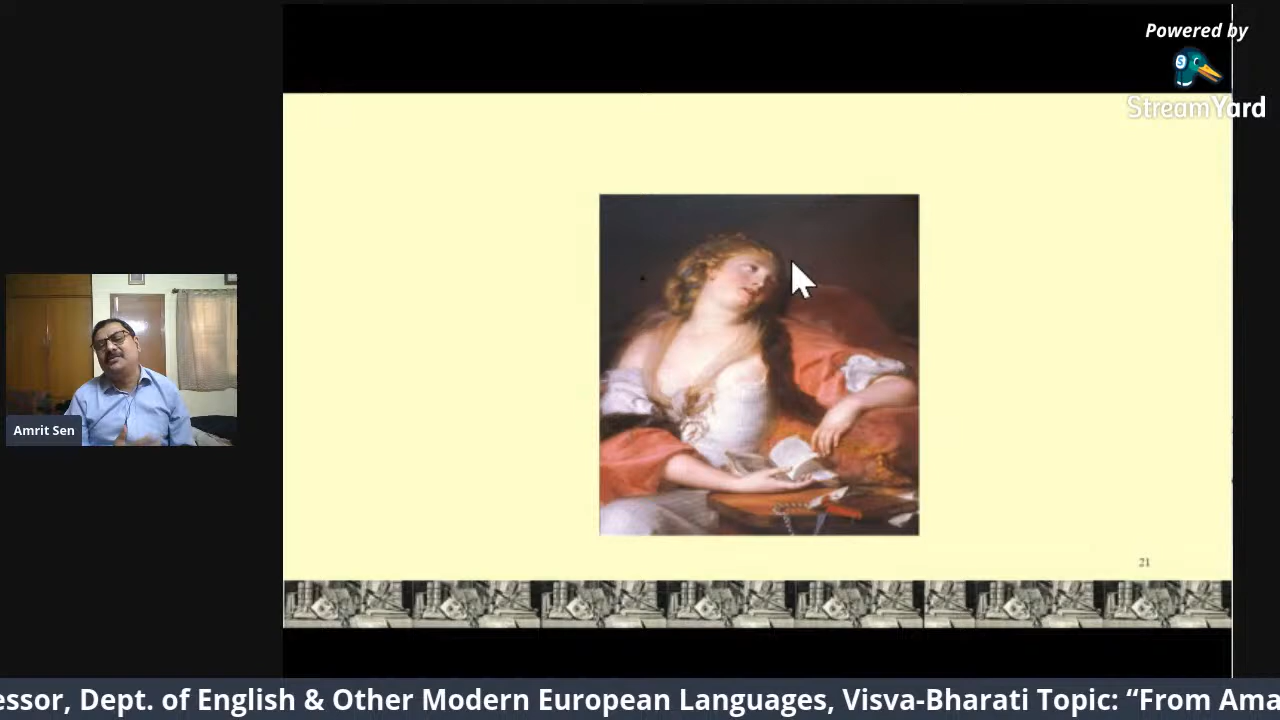 Powered by
StreamYard
Amrit Sen
21
essor, Dept. of English & Other Modern European Languages, Visva-Bharati Topic: “From Ama